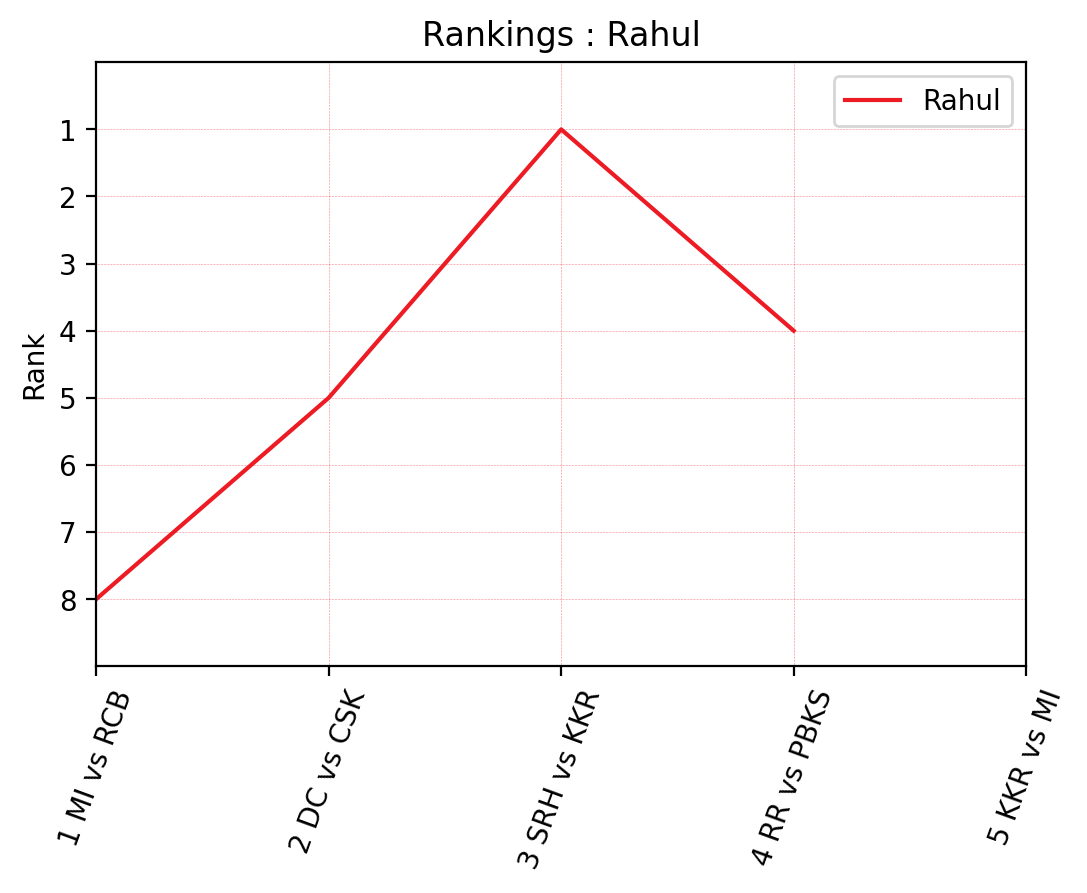 Rankings : Rahul
Rahul
Rank
1
2
3
4
5
6
7
8
1 MI vs RCB
2 DC vs CSK
3 SRH vs KKR
4 RR vs PBKS
5 KKR vs MI